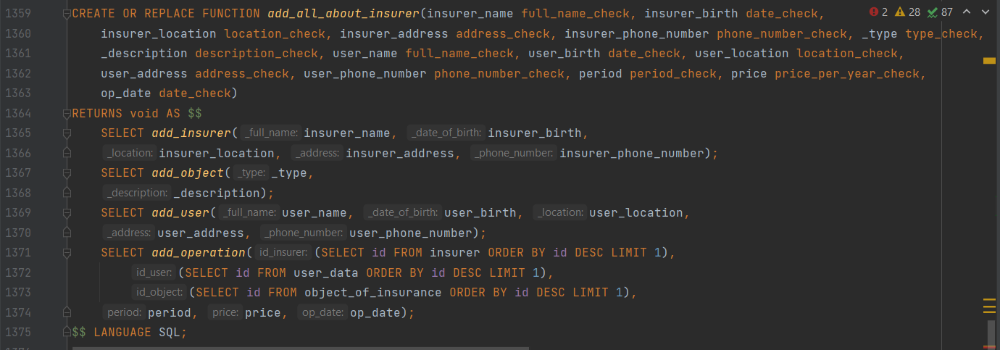 1359 CREATE OR REPLACE FUNCTION add_all_about_insurer(insurer_name full_name_check, insurer_birth date_check, 2 28 87
1360 insurer_location location_check, insurer_address address_check, insurer_phone_number phone_number_check, _type type_check,
1361 _description description_check, user_name full_name_check, user_birth date_check, user_location location_check,
1362 user_address address_check, user_phone_number phone_number_check, period period_check, price price_per_year_check,
1363 op_date date_check)
1364 RETURNS void AS $$
1365 SELECT add_insurer( _full_name: insurer_name, _date_of_birth: insurer_birth,
1366 _location: insurer_location, _address: insurer_address, _phone_number: insurer_phone_number);
1367 SELECT add_object( _type: _type,
1368 _description: _description);
1369 SELECT add_user( _full_name: user_name, _date_of_birth: user_birth, _location: user_location,
1370 _address: user_address, _phone_number: user_phone_number);
1371 SELECT add_operation( id_insurer: (SELECT id FROM insurer ORDER BY id DESC LIMIT 1),
1372 id_user: (SELECT id FROM user_data ORDER BY id DESC LIMIT 1),
1373 id_object: (SELECT id FROM object_of_insurance ORDER BY id DESC LIMIT 1),
1374 period: period, price: price, op_date: op_date);
1375 $$ LANGUAGE SQL;